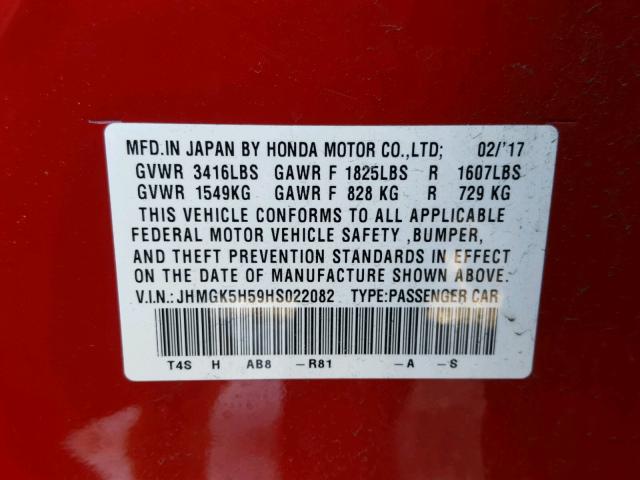 MFD.IN JAPAN BY HONDA MOTOR CO.,LTD; 02/'17
GVWR 3416LBS GAWR F 1825LBS R 1607LBS
GVWR 1549KG GAWR F 828 KG R 729 KG
THIS VEHICLE CONFORMS TO ALL APPLICABLE
FEDERAL MOTOR VEHICLE SAFETY ,BUMPER,
AND THEFT PREVENTION STANDARDS IN EFFECT
ON THE DATE OF MANUFACTURE SHOWN ABOVE.
V.I.N.:JHMGK5H59HS022082 TYPE:PASSENGER CAR
T4S H AB8 -R81 -A -S